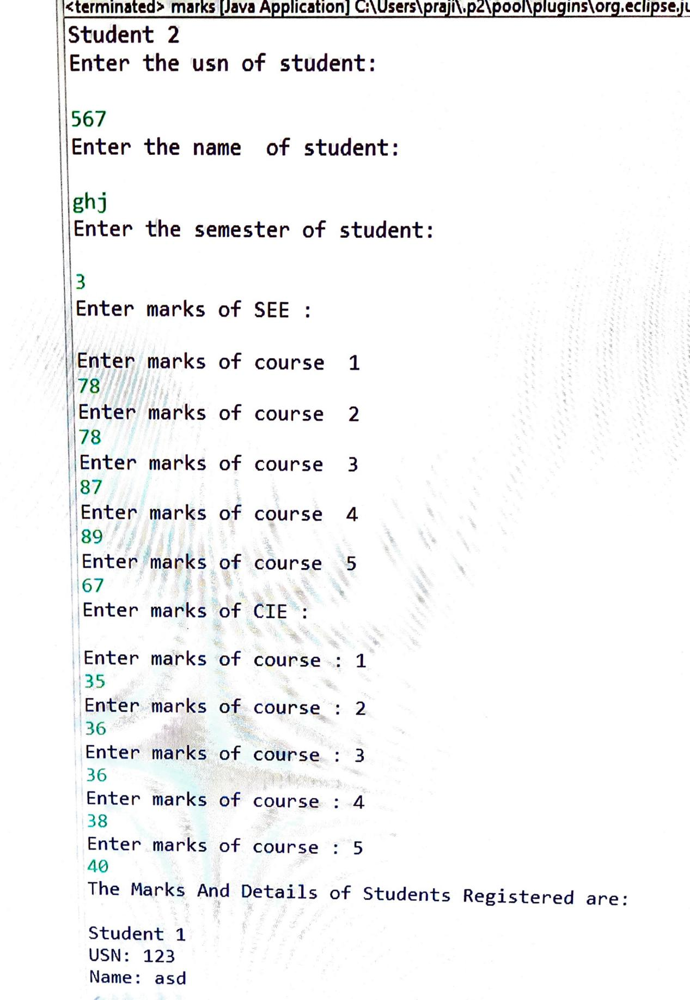 <terminated> marks [Java Application] C:\Users\praji\.p2\pool\plugins\org.eclipse.ju
Student 2
Enter the usn of student:
567
Enter the name  of student:
ghj
Enter the semester of student:
3
Enter marks of SEE :
Enter marks of course  1
78
Enter marks of course  2
78
Enter marks of course  3
87
Enter marks of course  4
89
Enter marks of course  5
67
Enter marks of CIE :
Enter marks of course : 1
35
Enter marks of course : 2
36
Enter marks of course : 3
36
Enter marks of course : 4
38
Enter marks of course : 5
40
The Marks And Details of Students Registered are:
Student 1
USN: 123
Name: asd